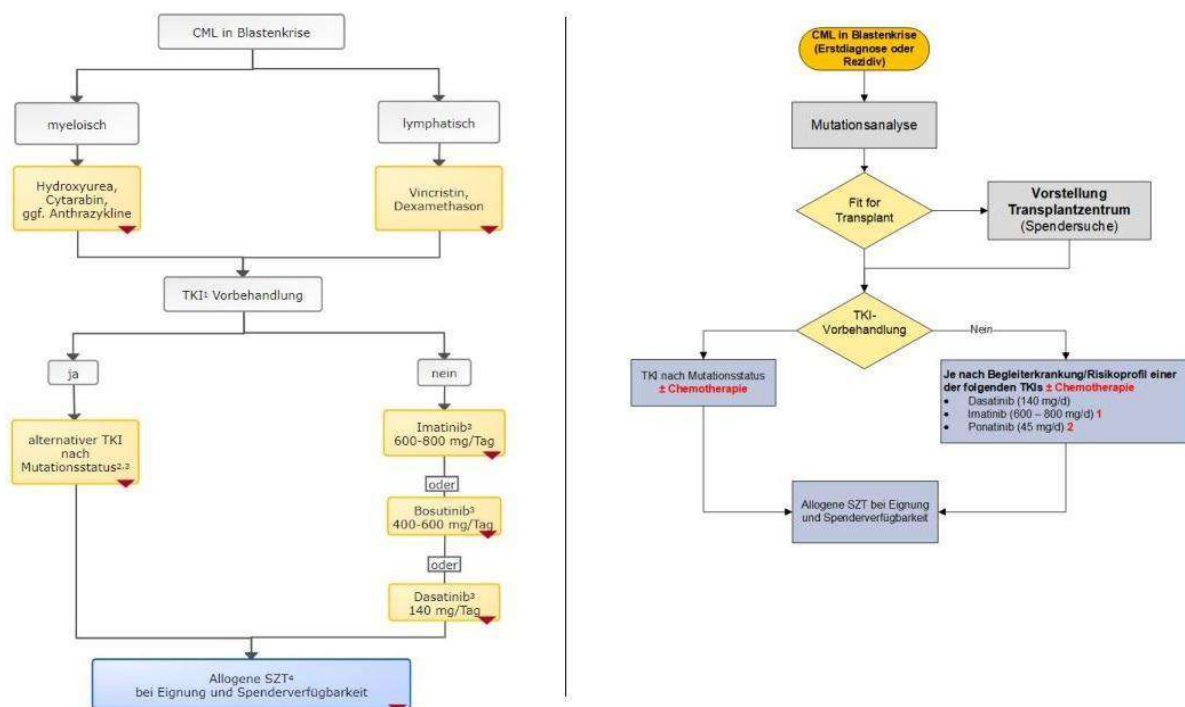 CML in Blastenkrise
myeloisch
lymphatisch
Hydroxyurea,
Cytarabin,
ggf. Anthrazykline
Vincristin,
Dexamethason
TKI¹ Vorbehandlung
ja
nein
alternativer TKI
nach
Mutationsstatus²,³
Imatinib³
600-800 mg/Tag
oder
Bosutinib³
400-600 mg/Tag
oder
Dasatinib³
140 mg/Tag
Allogene SZT⁴
bei Eignung und Spenderverfügbarkeit
CML in Blastenkrise
(Erstdiagnose oder
Rezidiv)
Mutationsanalyse
Fit for
Transplant
Vorstellung
Transplantzentrum
(Spendersuche)
TKI-
Vorbehandlung
Nein
TKI nach Mutationsstatus
± Chemotherapie
Je nach Begleiterkrankung/Risikoprofil einer
der folgenden TKIs ± Chemotherapie
• Dasatinib (140 mg/d)
• Imatinib (600 – 800 mg/d) 1
• Ponatinib (45 mg/d) 2
Allogene SZT bei Eignung
und Spenderverfügbarkeit